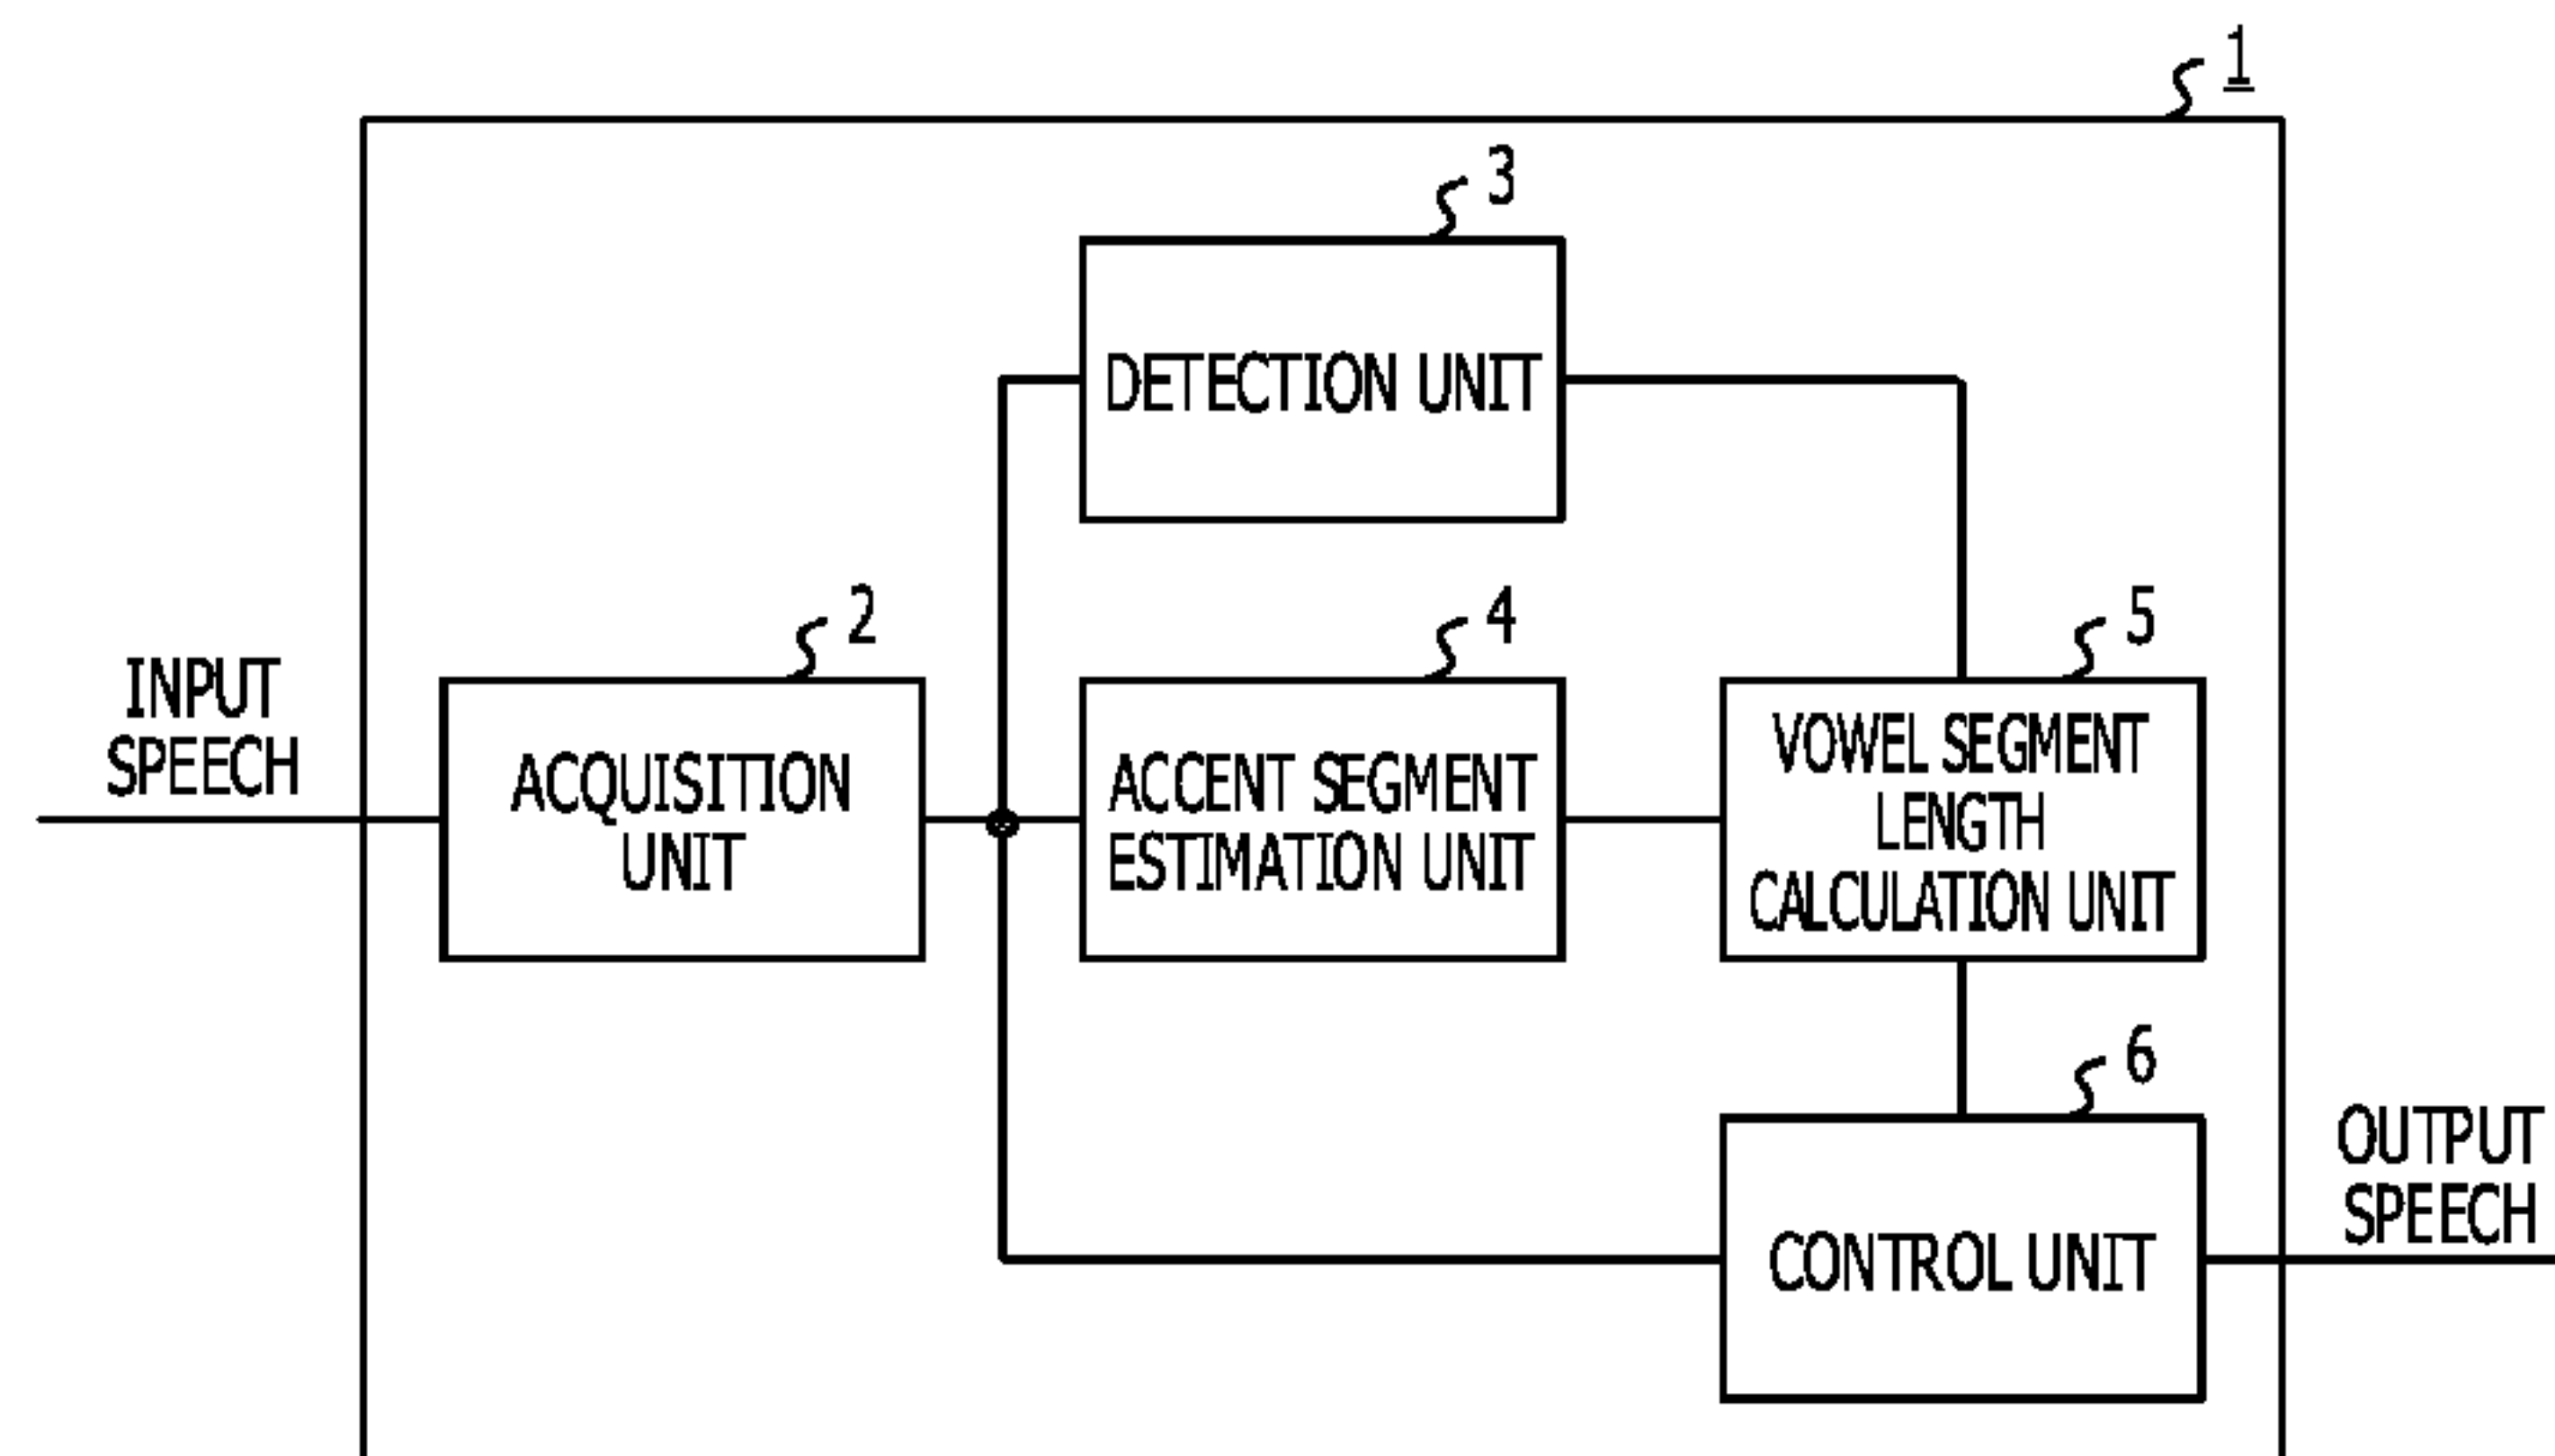 1
3
DETECTION UNIT
2
4
5
INPUT
SPEECH
ACQUISITION
UNIT
ACCENT SEGMENT
ESTIMATION UNIT
VOWEL SEGMENT
LENGTH
CALCULATION UNIT
6
CONTROL UNIT
OUTPUT
SPEECH